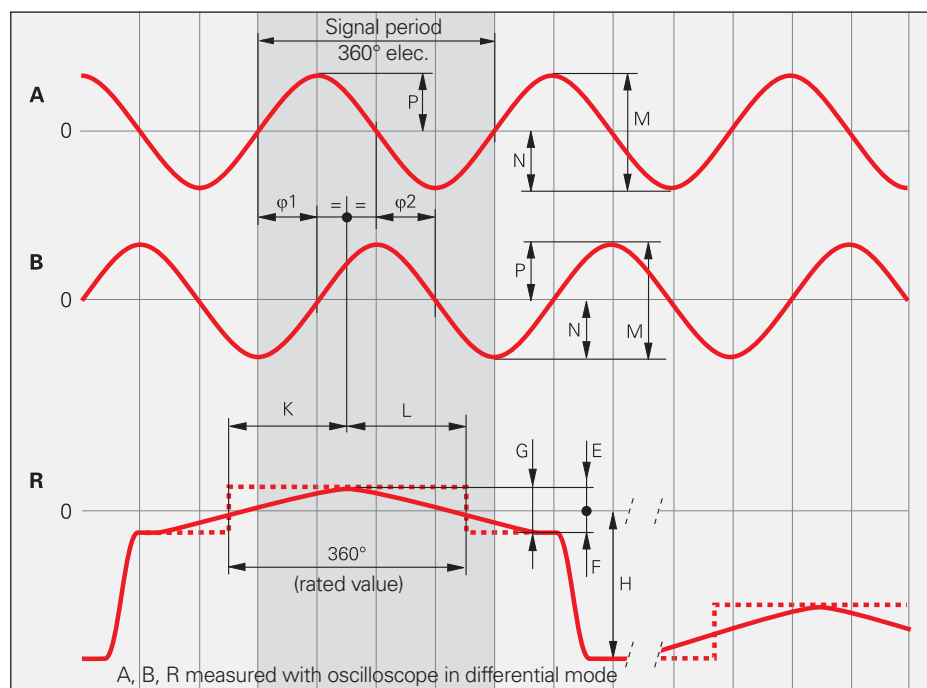 Signal period
360° elec.
A
P
M
0
N
φ1
= =
φ2
B
P
0
N
M
K
L
G
E
R
0
360°
F
(rated value)
H
A, B, R measured with oscilloscope in differential mode